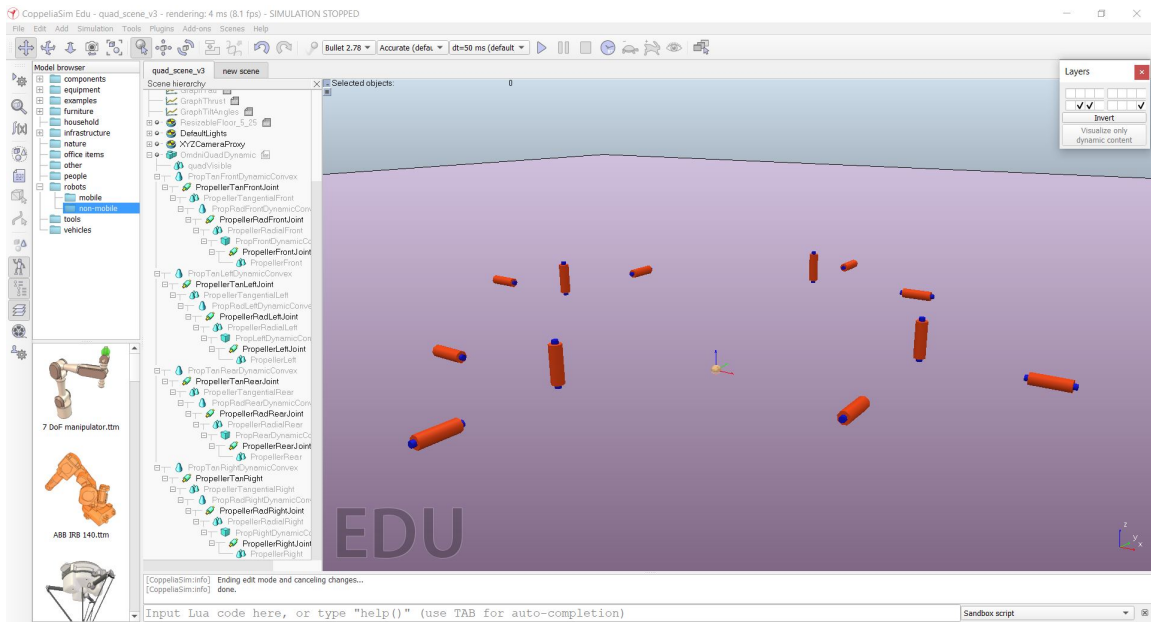 CoppeliaSim Edu - quad_scene_v3 - rendering: 4 ms (8.1 fps) - SIMULATION STOPPED
File Edit Add Simulation Tools Plugins Add-ons Scenes Help
Bullet 2.78 Accurate (defau dt=50 ms (default
Model browser
components
equipment
examples
furniture
household
infrastructure
nature
office items
other
people
robots
mobile
non-mobile
tools
vehicles
7 DoF manipulator.ttm
ABB IRB 140.ttm
quad_scene_v3 new scene
Scene hierarchy
GraphThrust
GraphTiltAngles
ResizableFloor_5_25
DefaultLights
XYZCameraProxy
OmdniQuadDynamic
quadVisible
PropTanFrontDynamicConvex
PropellerTanFrontJoint
PropellerTangentialFront
PropRadFrontDynamicConv
PropellerRadFrontJoint
PropellerRadialFront
PropFrontDynamicCo
PropellerFrontJoint
PropellerFront
PropTanLeftDynamicConvex
PropellerTanLeftJoint
PropellerTangentialLeft
PropRadLeftDynamicConve
PropellerRadLeftJoint
PropellerRadialLeft
PropLeftDynamicCon
PropellerLeftJoint
PropellerLeft
PropTanRearDynamicConvex
PropellerTanRearJoint
PropellerTangentialRear
PropRadRearDynamicConv
PropellerRadRearJoint
PropellerRadialRear
PropRearDynamicCo
PropellerRearJoint
PropellerRear
PropTanRightDynamicConvex
PropellerTanRight
PropellerTangentialRight
PropRadRightDynamicConv
PropellerRadRightJoint
PropellerRadialRight
PropRightDynamicCo
PropellerRightJoint
PropellerRight
Selected objects: 0
Layers
Invert
Visualize only
dynamic content
EDU
z
y
x
[CoppeliaSim:info] Ending edit mode and canceling changes...
[CoppeliaSim:info] done.
Input Lua code here, or type "help()" (use TAB for auto-completion)
Sandbox script